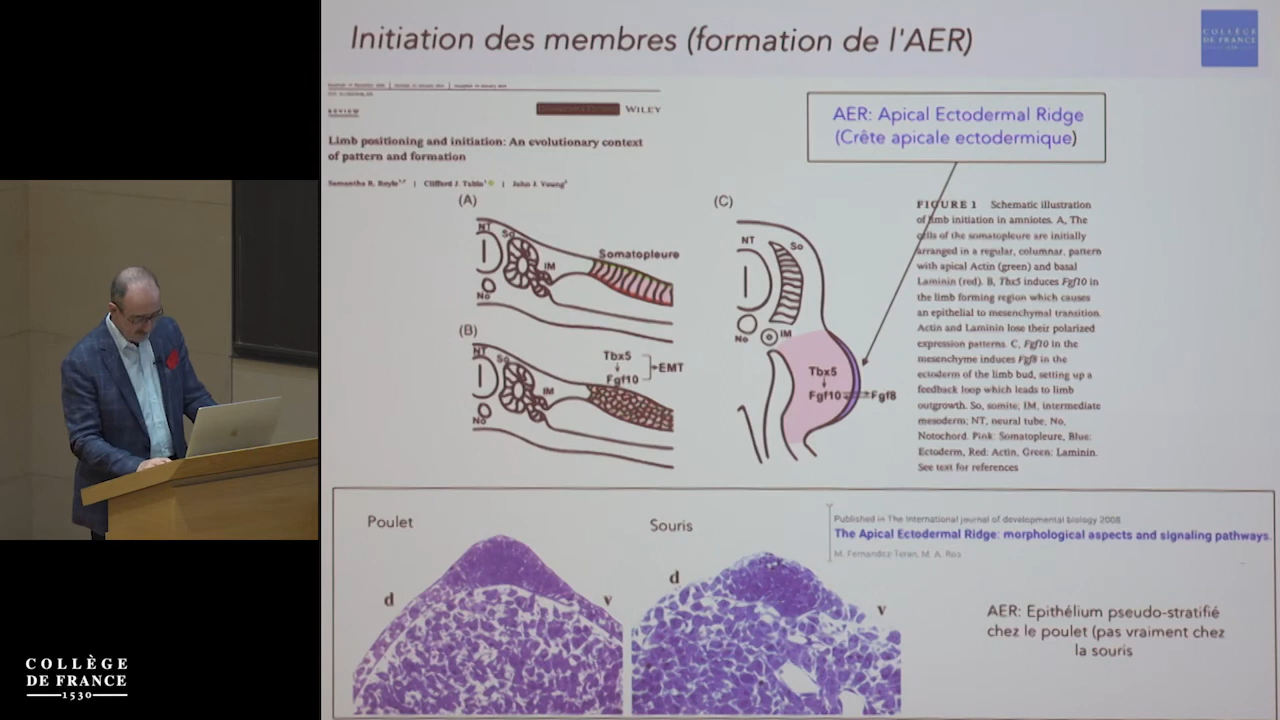 Initiation des membres (formation de l'AER)
COLLÈGE
DE FRANCE
1530
REVIEW
WILEY
Limb positioning and initiation: An evolutionary context
of pattern and formation
AER: Apical Ectodermal Ridge
(Crête apicale ectodermique)
(A)
NT
So
IM
No
Somatopleure
(B)
NT
So
IM
No
Tbx5
Fgf10
EMT
(C)
NT
So
No
IM
Tbx5
Fgf10
Fgf8
FIGURE 1 Schematic illustration
of limb initiation in amniotes. A, The
cells of the somatopleure are initially
arranged in a regular, columnar, pattern
with apical Actin (green) and basal
Laminin (red). B, Tbx5 induces Fgf10 in
the limb forming region which causes
an epithelial to mesenchymal transition.
Actin and Laminin lose their polarized
expression patterns. C, Fgf10 in the
mesenchyme induces Fgf8 in the
ectoderm of the limb bud, setting up a
feedback loop which leads to limb
outgrowth. So, somite; IM, intermediate
mesoderm; NT, neural tube, No,
Notochord. Pink: Somatopleure, Blue:
Ectoderm, Red: Actin, Green: Laminin.
See text for references
Poulet
d
v
Souris
d
v
Published in The International journal of developmental biology 2008
The Apical Ectodermal Ridge: morphological aspects and signaling pathways.
M. Fernandez-Teran, M. A. Ros
AER: Epithélium pseudo-stratifié
chez le poulet (pas vraiment chez
la souris
COLLÈGE
DE FRANCE
1530